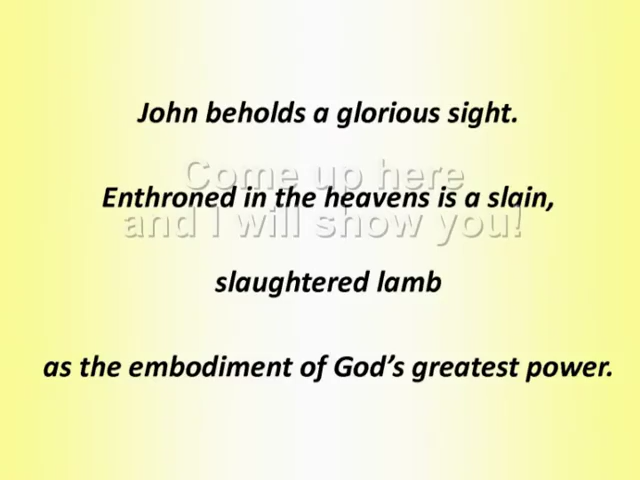 John beholds a glorious sight.
Come up here
Enthroned in the heavens is a slain,
and I will show you!
slaughtered lamb
as the embodiment of God’s greatest power.